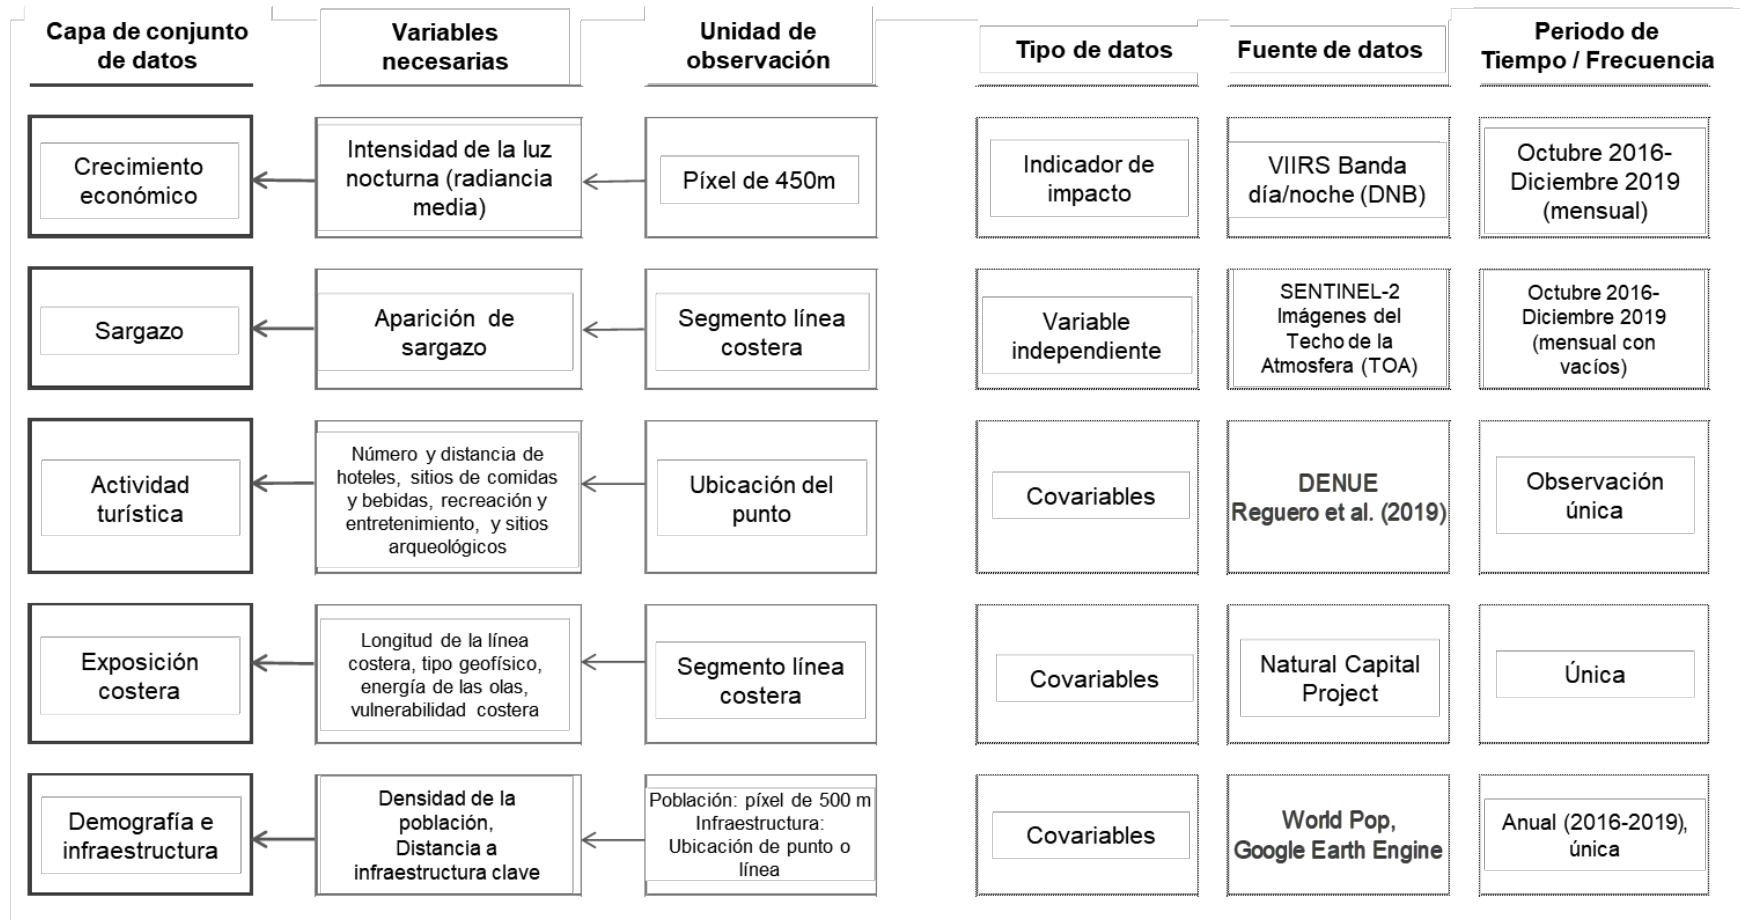 Capa de conjunto
de datos
Variables
necesarias
Unidad de
observación
Tipo de datos
Fuente de datos
Periodo de
Tiempo / Frecuencia
Crecimiento
económico
Intensidad de la luz
nocturna (radiancia
media)
Píxel de 450m
Indicador de
impacto
VIIRS Banda
día/noche (DNB)
Octubre 2016-
Diciembre 2019
(mensual)
Sargazo
Aparición de
sargazo
Segmento línea
costera
Variable
independiente
SENTINEL-2
Imágenes del
Techo de la
Atmosfera (TOA)
Octubre 2016-
Diciembre 2019
(mensual con
vacíos)
Actividad
turística
Número y distancia de
hoteles, sitios de comidas
y bebidas, recreación y
entretenimiento, y sitios
arqueológicos
Ubicación del
punto
Covariables
DENUE
Reguero et al. (2019)
Observación
única
Exposición
costera
Longitud de la línea
costera, tipo geofísico,
energía de las olas,
vulnerabilidad costera
Segmento línea
costera
Covariables
Natural Capital
Project
Única
Demografía e
infraestructura
Densidad de la
población,
Distancia a
infraestructura clave
Población: píxel de 500 m
Infraestructura:
Ubicación de punto o
línea
Covariables
World Pop,
Google Earth Engine
Anual (2016-2019),
única